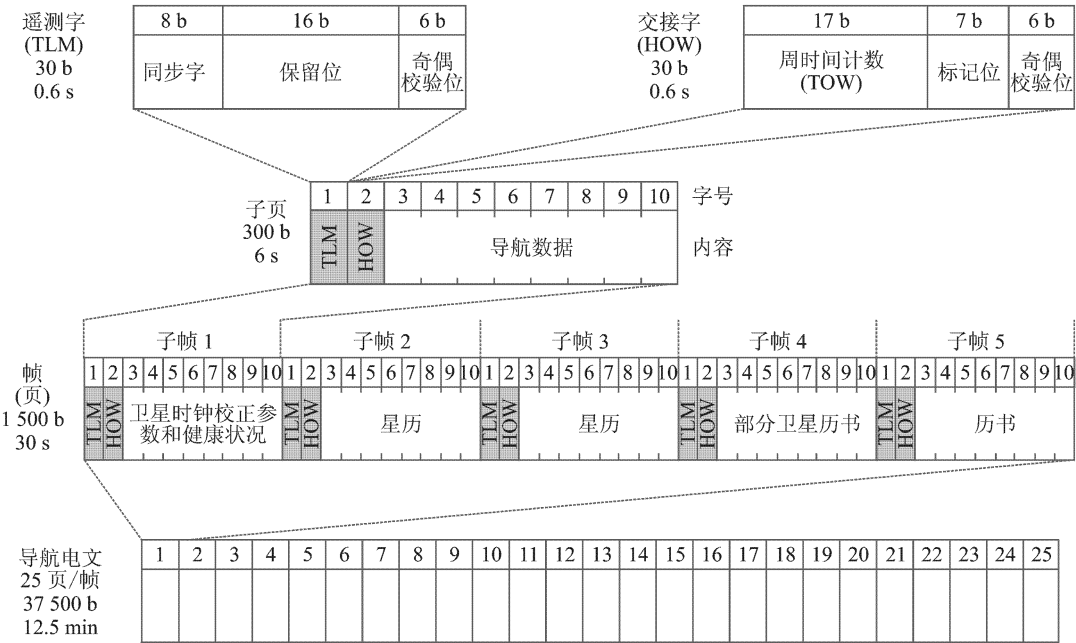 遥测字
(TLM)
30 b
0.6 s
8 b 16 b 6 b
同步字 保留位 奇偶
校验位
交接字
(HOW)
30 b
0.6 s
17 b 7 b 6 b
周时间计数
(TOW)
标记位 奇偶
校验位
子页
300 b
6 s
1 2 3 4 5 6 7 8 9 10 字号
TLM HOW 导航数据 内容
子帧 1 子帧 2 子帧 3 子帧 4 子帧 5
帧
(页)
1 500 b
30 s
1 2 3 4 5 6 7 8 9 10 1 2 3 4 5 6 7 8 9 10 1 2 3 4 5 6 7 8 9 10 1 2 3 4 5 6 7 8 9 10 1 2 3 4 5 6 7 8 9 10
TLM HOW 卫星时钟校正参
数和健康状况
TLM HOW 星历
TLM HOW 星历
TLM HOW 部分卫星历书
TLM HOW 历书
导航电文
25 页/帧
37 500 b
12.5 min
1 2 3 4 5 6 7 8 9 10 11 12 13 14 15 16 17 18 19 20 21 22 23 24 25